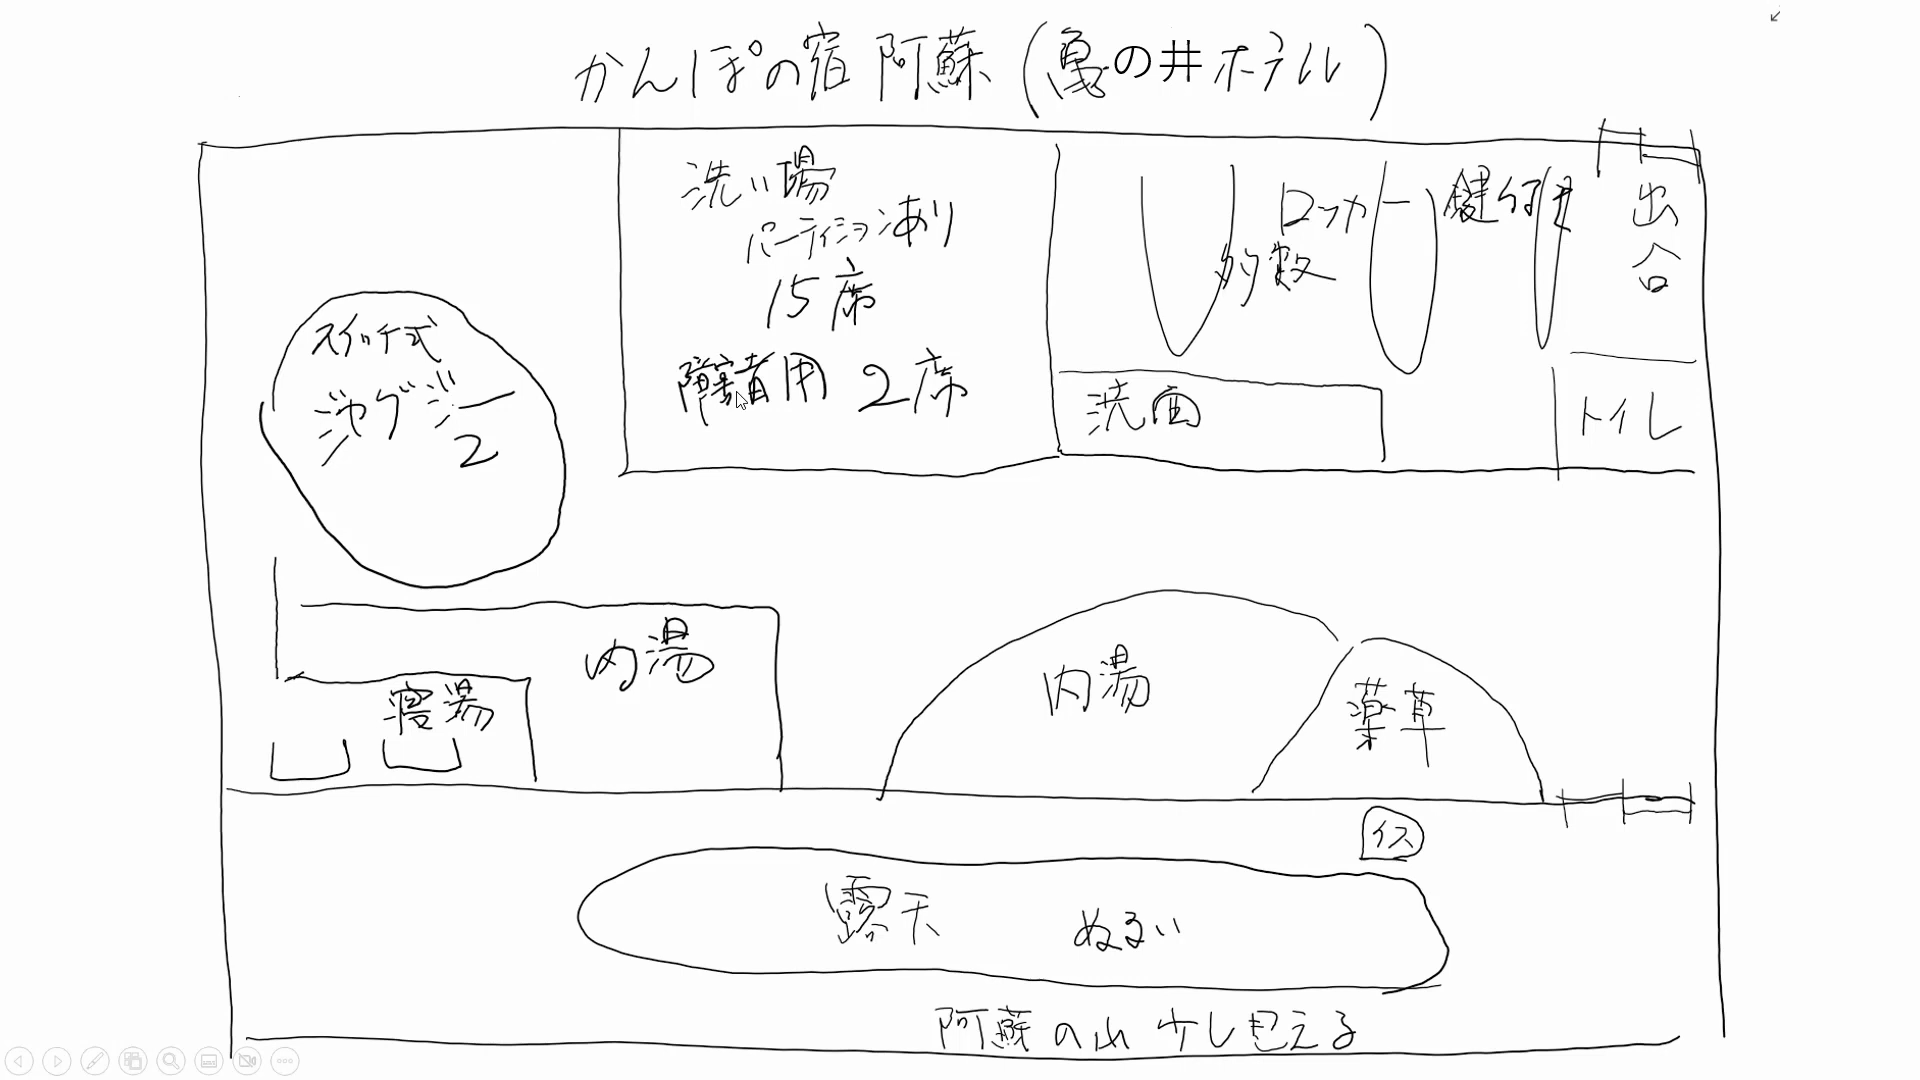 かんぽの宿 阿蘇 (亀の井ホテル)
洗い場
パーティションあり
15席
障害者用 2席
ロッカー 鍵付き
多数
出
合
洗面
トイレ
スイッチ式
ジャグジー
2
内湯
寝湯
内湯
薬草
イス
露天 ぬるい
阿蘇の山 少し見える